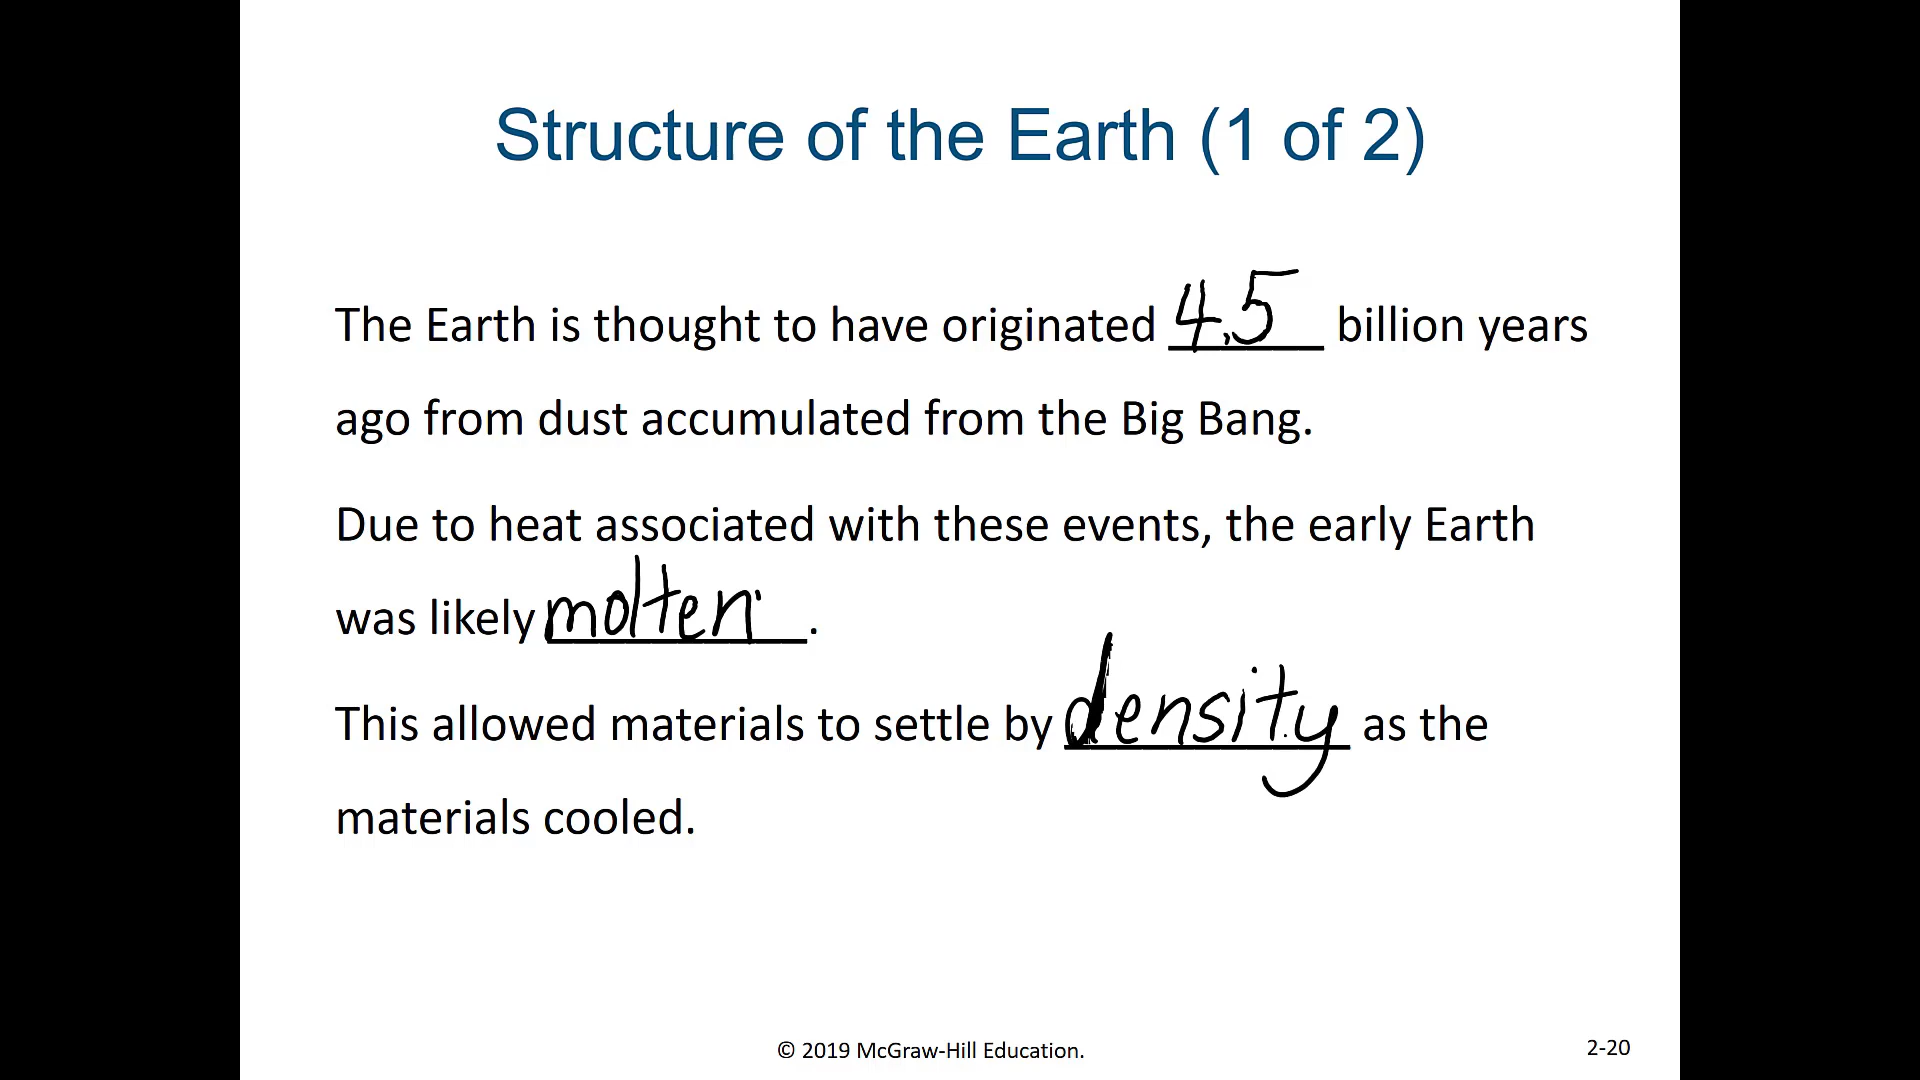 Structure of the Earth (1 of 2)
The Earth is thought to have originated 4.5 billion years
ago from dust accumulated from the Big Bang.
Due to heat associated with these events, the early Earth
was likely molten.
This allowed materials to settle by density as the
materials cooled.
© 2019 McGraw-Hill Education.
2-20